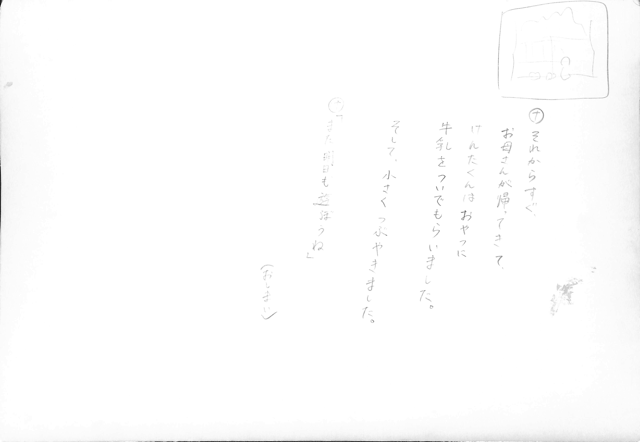 ナ それからすぐ、
お母さんが帰ってきて、
けんたくんはおやつに
牛乳をついでもらいました。
そして、小さくつぶやきました。
「また明日も遊ぼうね」
（おしまい）